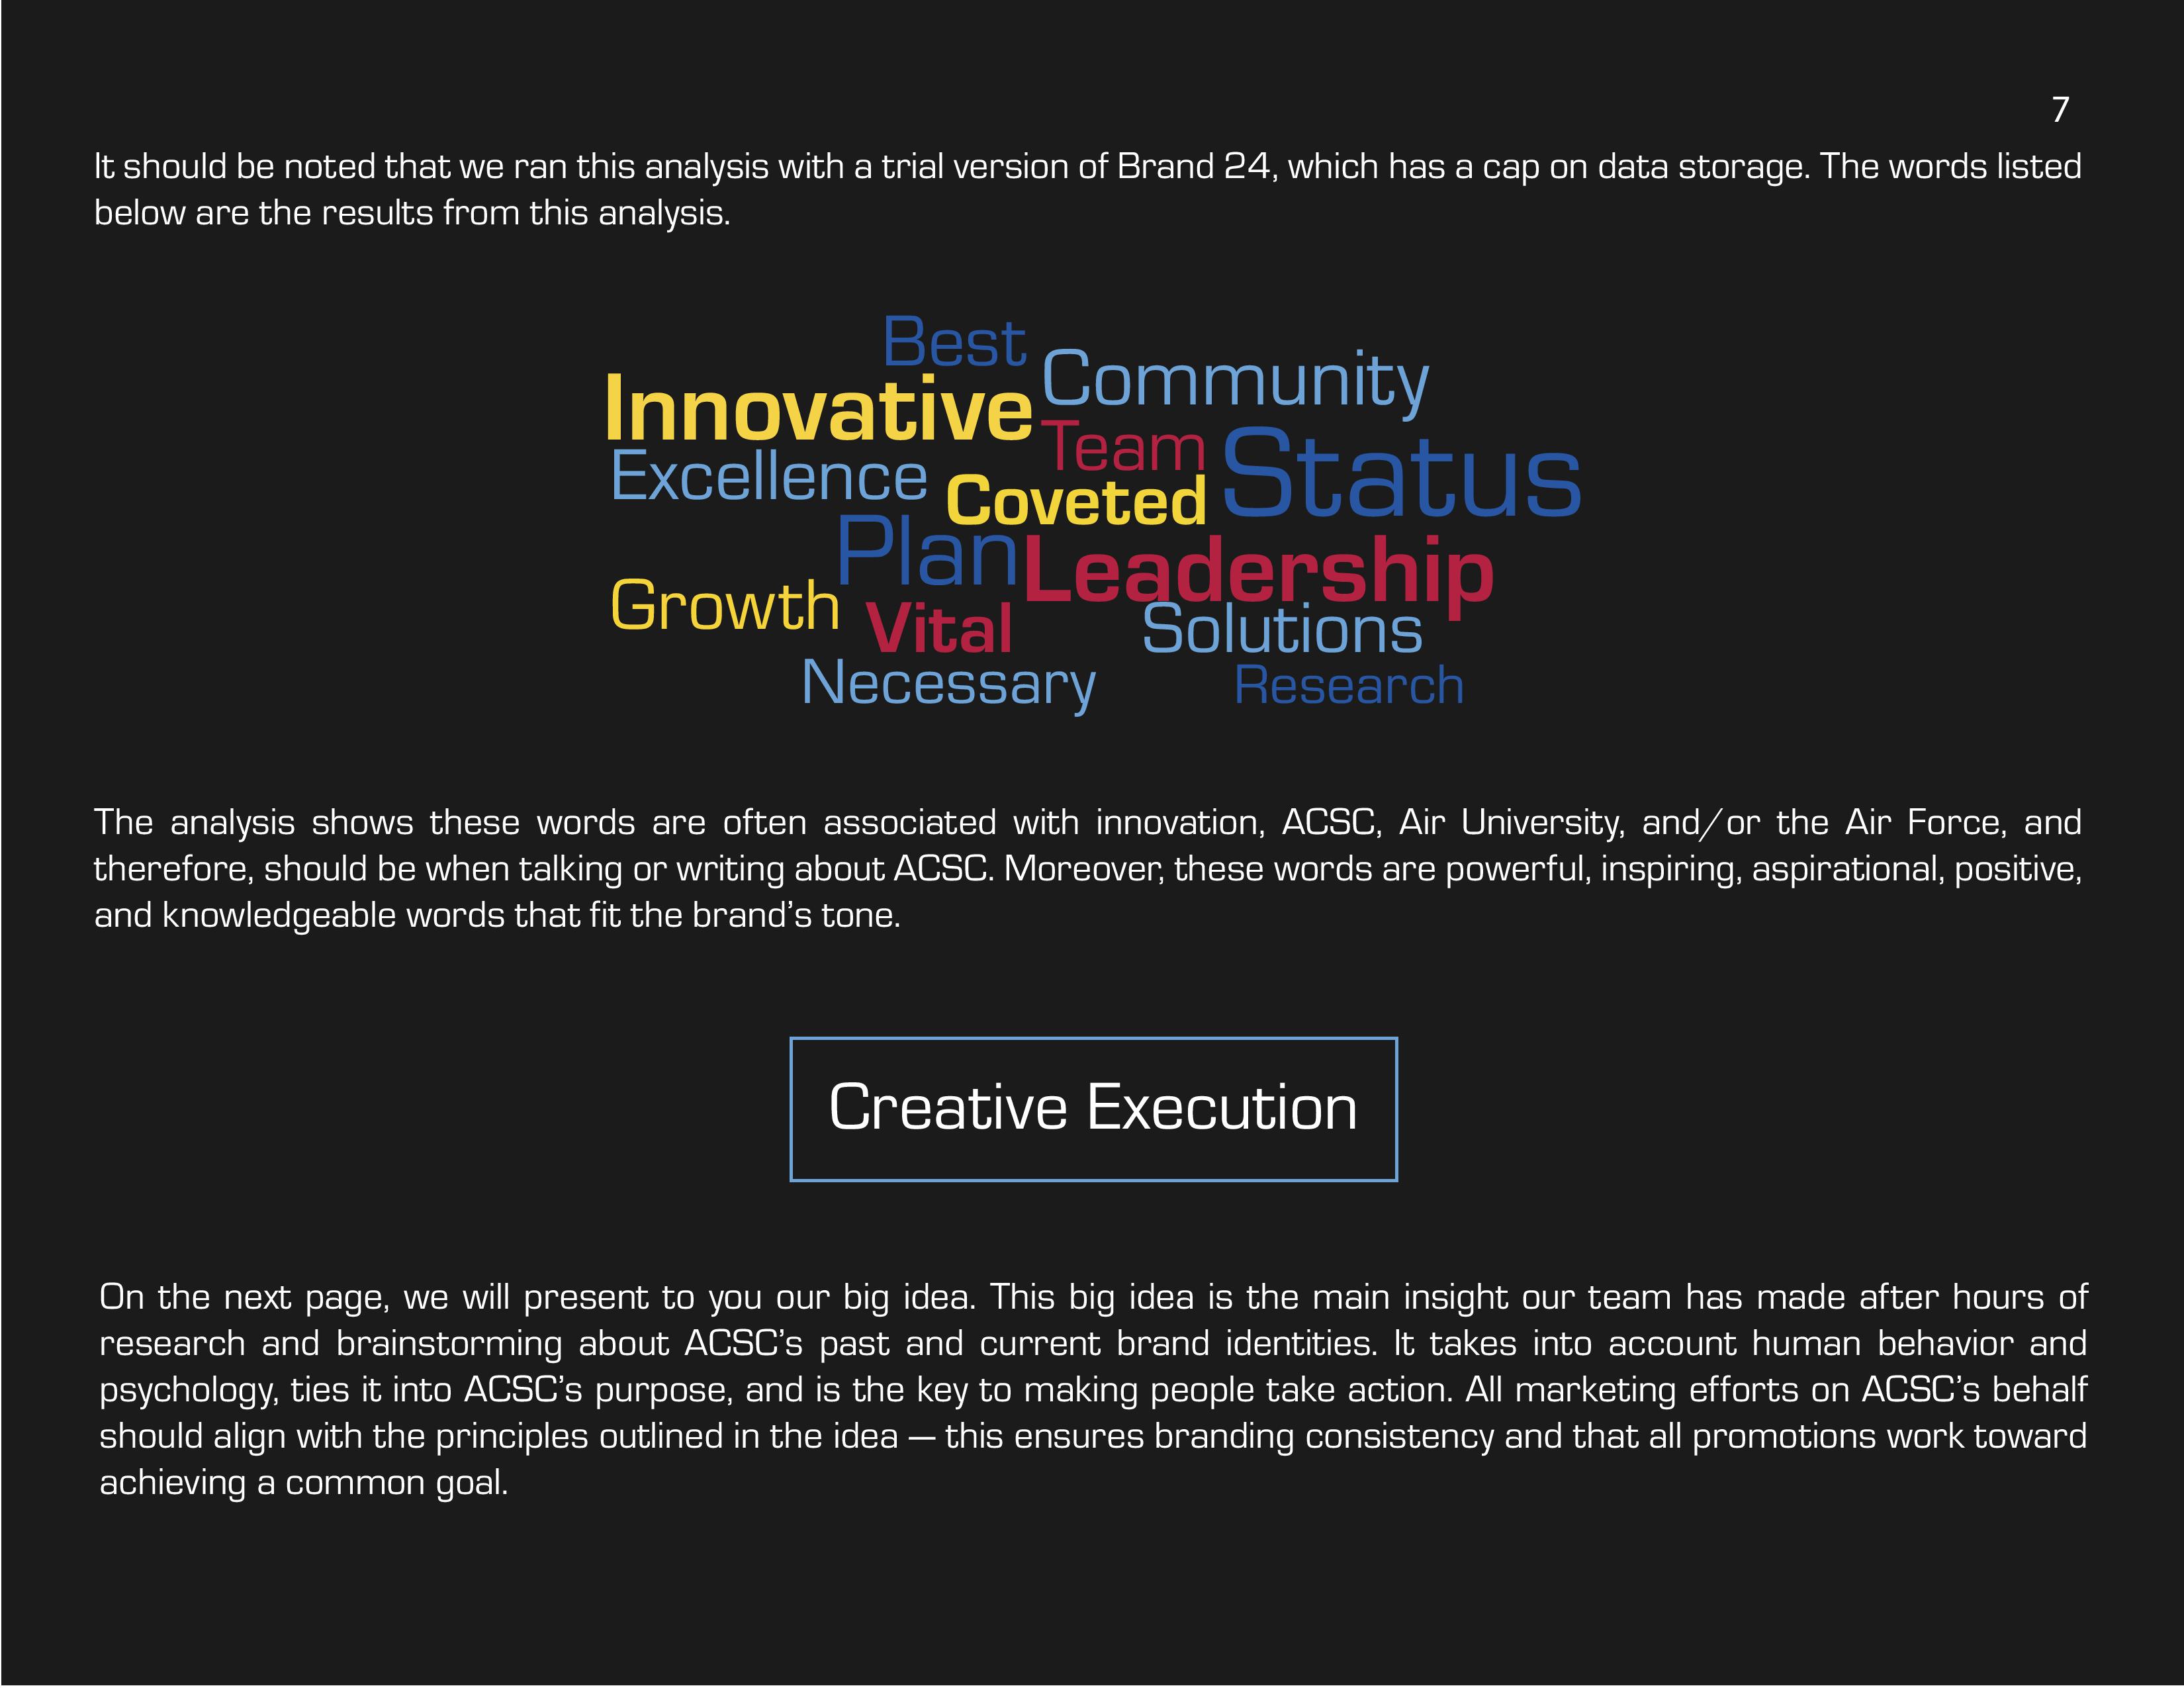 7
It should be noted that we ran this analysis with a trial version of Brand 24, which has a cap on data storage. The words listed
below are the results from this analysis.
Best
Community
Innovative
Team
Status
Excellence
Coveted
Plan
Leadership
Growth
Vital
Solutions
Necessary
Research
The analysis shows these words are often associated with innovation, ACSC, Air University, and/or the Air Force, and
therefore, should be when talking or writing about ACSC. Moreover, these words are powerful, inspiring, aspirational, positive,
and knowledgeable words that fit the brand's tone.
Creative Execution
On the next page, we will present to you our big idea. This big idea is the main insight our team has made after hours of
research and brainstorming about ACSC's past and current brand identities. It takes into account human behavior and
psychology, ties it into ACSC's purpose, and is the key to making people take action. All marketing efforts on ACSC's behalf
should align with the principles outlined in the idea — this ensures branding consistency and that all promotions work toward
achieving a common goal.